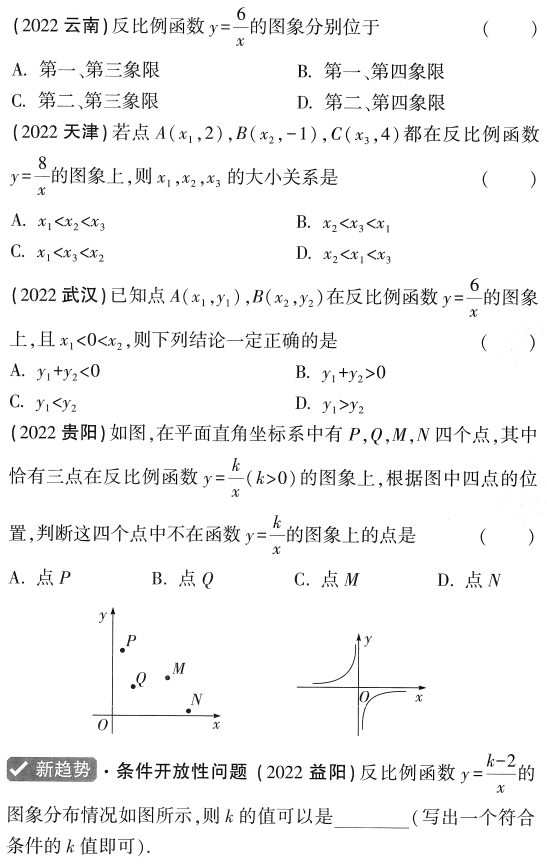 (2022 云南)反比例函数 y=6/x的图象分别位于 ( )
A. 第一、第三象限 B. 第一、第四象限
C. 第二、第三象限 D. 第二、第四象限
(2022 天津)若点 A(x₁,2),B(x₂,-1),C(x₃,4)都在反比例函数
y=8/x的图象上,则 x₁,x₂,x₃ 的大小关系是 ( )
A. x₁<x₂<x₃ B. x₂<x₃<x₁
C. x₁<x₃<x₂ D. x₂<x₁<x₃
(2022 武汉)已知点 A(x₁,y₁),B(x₂,y₂)在反比例函数 y=6/x的图象
上,且 x₁<0<x₂,则下列结论一定正确的是 ( )
A. y₁+y₂<0 B. y₁+y₂>0
C. y₁<y₂ D. y₁>y₂
(2022 贵阳)如图,在平面直角坐标系中有 P,Q,M,N 四个点,其中
恰有三点在反比例函数 y=k/x(k>0)的图象上,根据图中四点的位
置,判断这四个点中不在函数 y=k/x的图象上的点是 ( )
A. 点 P B. 点 Q C. 点 M D. 点 N
y
P
Q
M
N
O
x
y
O
x
新趋势·条件开放性问题 (2022 益阳)反比例函数 y=k-2/x的
图象分布情况如图所示,则 k 的值可以是________(写出一个符合
条件的 k 值即可).